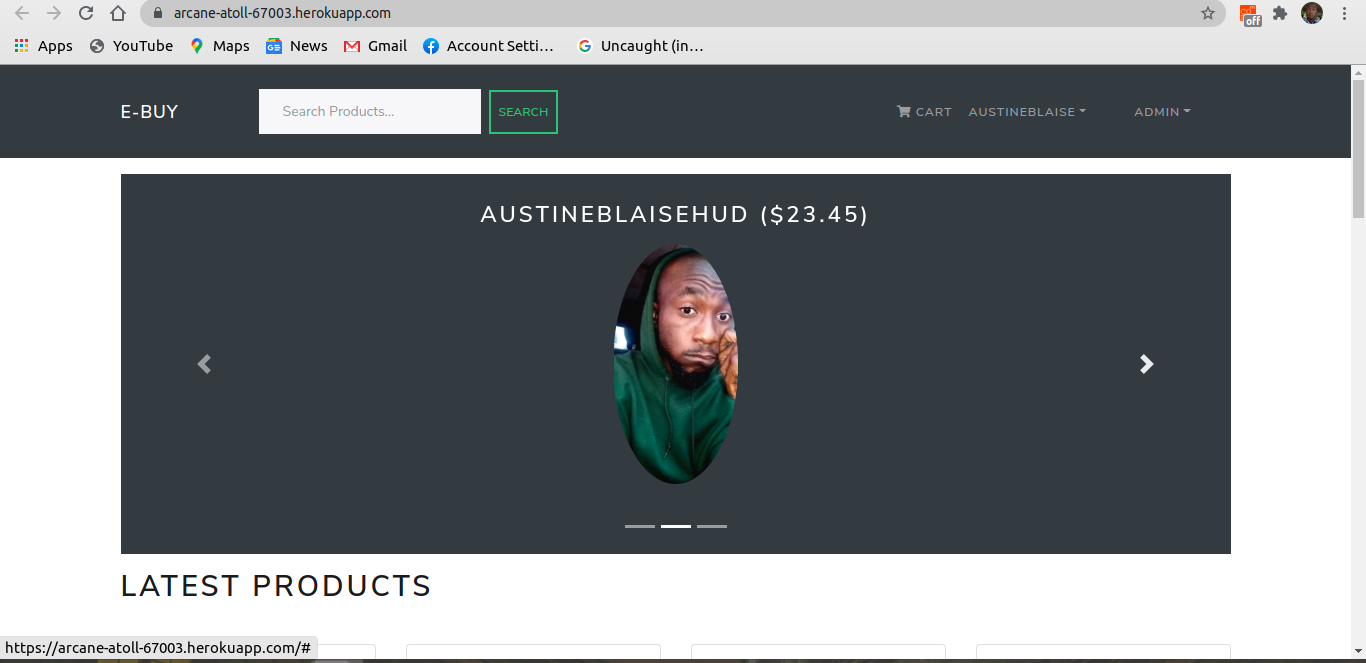 arcane-atoll-67003.herokuapp.com
off
Apps YouTube Maps News Gmail Account Setti... Uncaught (in...
E-BUY Search Products... SEARCH CART AUSTINEBLAISE ADMIN
AUSTINEBLAISEHUD ($23.45)
LATEST PRODUCTS
https://arcane-atoll-67003.herokuapp.com/#